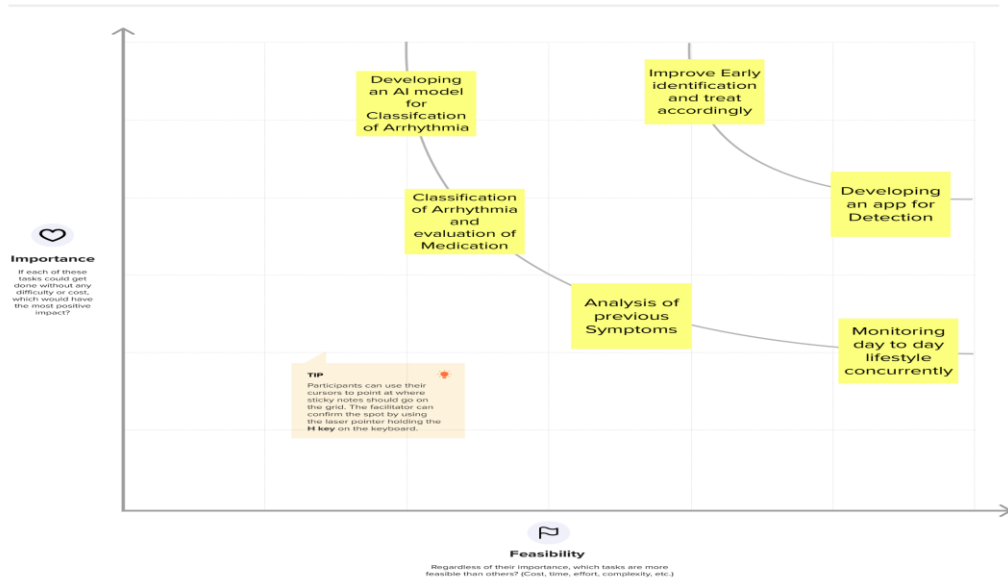 Developing
an AI model
for
Classifcation
of Arrhythmia
Improve Early
identification
and treat
accordingly
Classification
of Arrhythmia
and
evaluation of
Medication
Developing
an app for
Detection
Importance
If each of these
tasks could get
done without any
difficulty or cost,
which would have
the most positive
impact?
Analysis of
previous
Symptoms
Monitoring
day to day
lifestyle
concurrently
TIP
Participants can use their
cursors to point at where
sticky notes should go on
the grid. The facilitator can
confirm the spot by using
the laser pointer holding the
H key on the keyboard.
Feasibility
Regardless of their importance, which tasks are more
feasible than others? (Cost, time, effort, complexity, etc.)